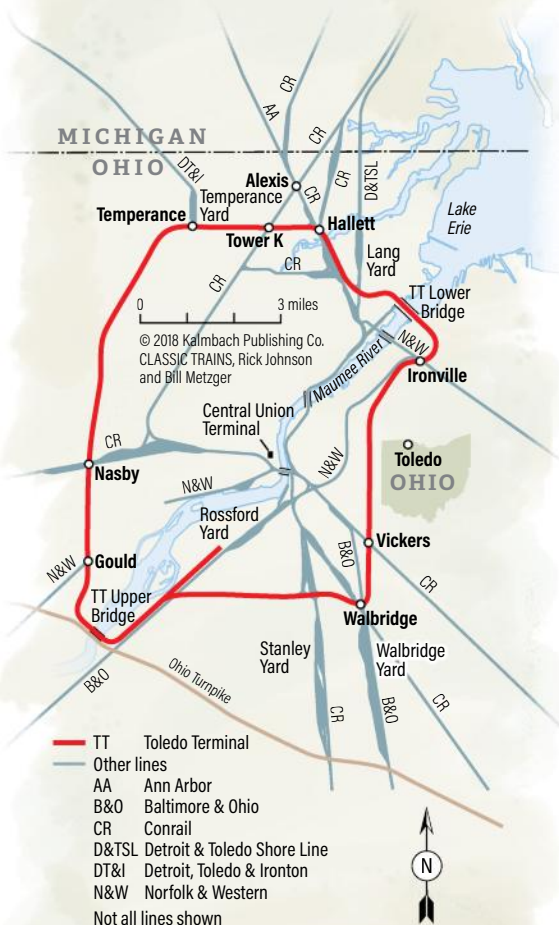 MICHIGAN
OHIO
AA
CR
CR
CR
CR
D&TSL
DT&I
Alexis
Temperance
Yard
Temperance
Tower K
Hallett
Lake
Erie
CR
CR
Lang
Yard
0 3 miles
TT Lower
Bridge
© 2018 Kalmbach Publishing Co.
CLASSIC TRAINS, Rick Johnson
and Bill Metzger
N&W
Maumee River
Ironville
Central Union
Terminal
CR
Nasby
N&W
N&W
Toledo
OHIO
Rossford
Yard
Vickers
B&O
CR
N&W
Gould
TT Upper
Bridge
Walbridge
Stanley
Yard
Walbridge
Yard
B&O
Ohio Turnpike
CR
B&O
CR
TT Toledo Terminal
Other lines
AA Ann Arbor
B&O Baltimore & Ohio
CR Conrail
D&TSL Detroit & Toledo Shore Line
DT&I Detroit, Toledo & Ironton
N&W Norfolk & Western
Not all lines shown
N